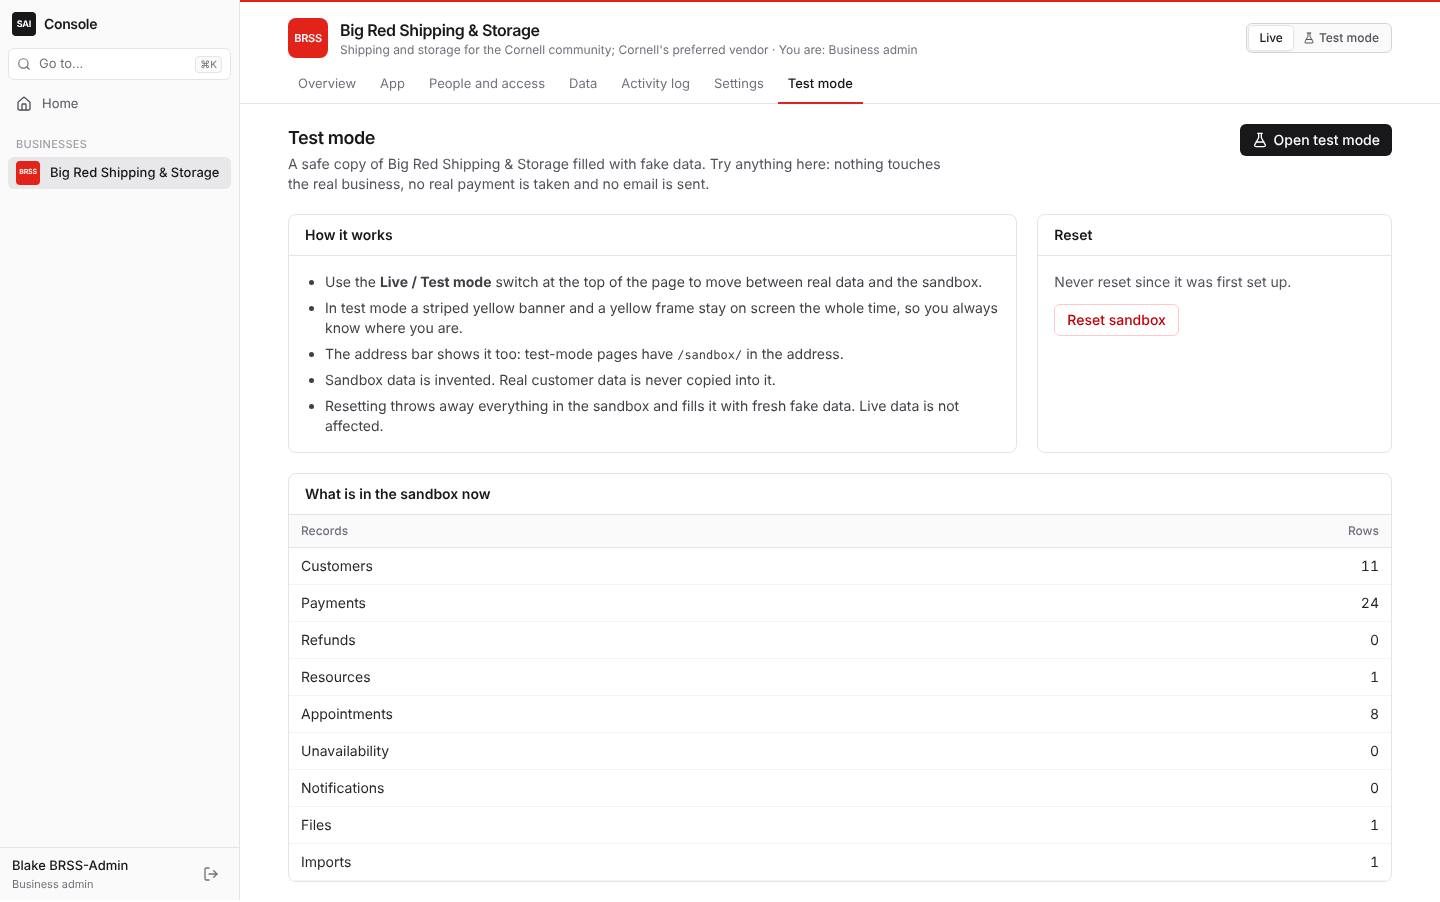 SAI Console
Go to...
⌘K
Home
BUSINESSES
BRSS Big Red Shipping & Storage
Blake BRSS-Admin
Business admin
BRSS
Big Red Shipping & Storage
Shipping and storage for the Cornell community; Cornell's preferred vendor · You are: Business admin
Live Test mode
Overview App People and access Data Activity log Settings Test mode
Test mode
A safe copy of Big Red Shipping & Storage filled with fake data. Try anything here: nothing touches
the real business, no real payment is taken and no email is sent.
Open test mode
How it works
• Use the Live / Test mode switch at the top of the page to move between real data and the sandbox.
• In test mode a striped yellow banner and a yellow frame stay on screen the whole time, so you always
know where you are.
• The address bar shows it too: test-mode pages have /sandbox/ in the address.
• Sandbox data is invented. Real customer data is never copied into it.
• Resetting throws away everything in the sandbox and fills it with fresh fake data. Live data is not
affected.
Reset
Never reset since it was first set up.
Reset sandbox
What is in the sandbox now
Records Rows
Customers 11
Payments 24
Refunds 0
Resources 1
Appointments 8
Unavailability 0
Notifications 0
Files 1
Imports 1